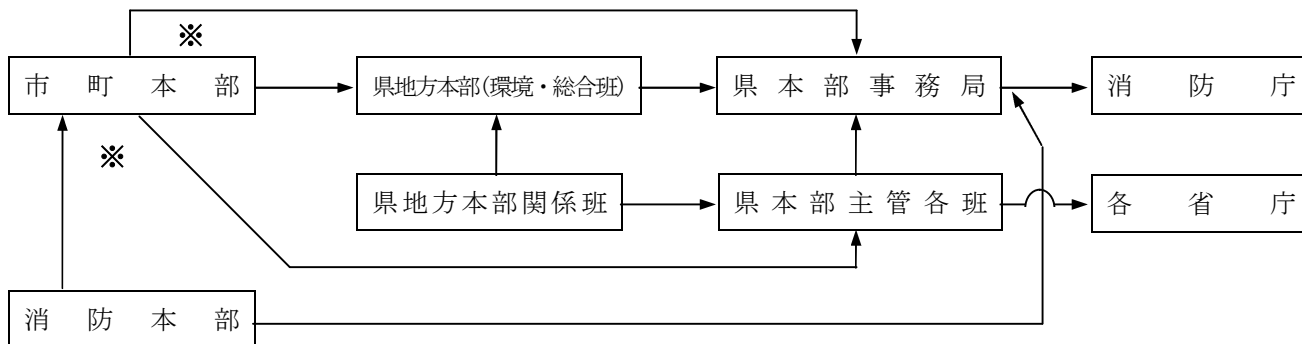 ※
市町本部
県地方本部(環境・総合班)
県本部事務局
消防庁
※
県地方本部関係班
県本部主管各班
各省庁
消防本部